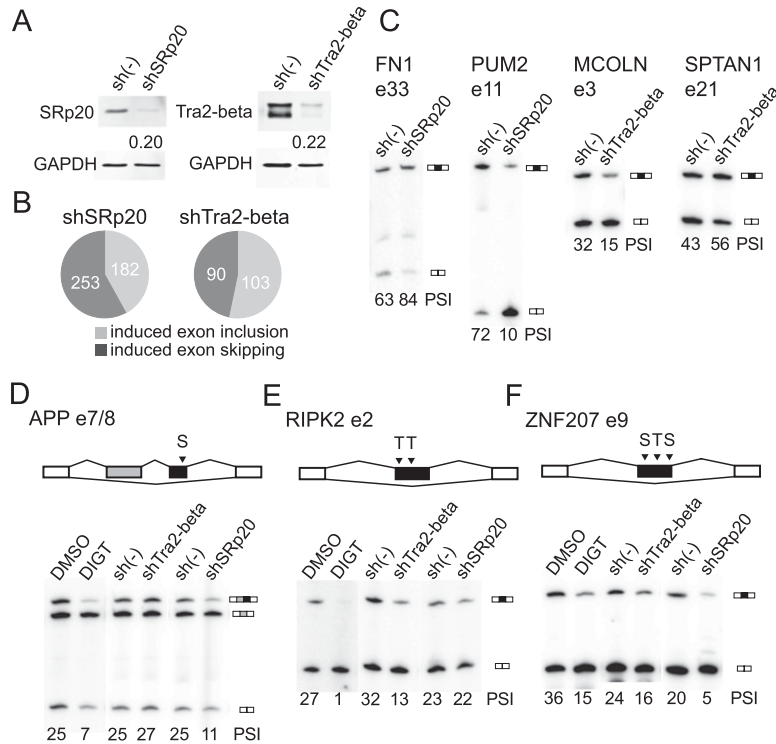 A
sh(-) shSRp20
SRp20
0.20
GAPDH
sh(-) shTra2-beta
Tra2-beta
0.22
GAPDH
B
shSRp20 shTra2-beta
253 182 90 103
induced exon inclusion
induced exon skipping
C
FN1 PUM2 MCOLN SPTAN1
e33 e11 e3 e21
sh(-) shSRp20 sh(-) shSRp20 sh(-) shTra2-beta sh(-) shTra2-beta
32 15 PSI 43 56 PSI
63 84 PSI
72 10 PSI
D
APP e7/8
S
DMSO DIGT sh(-) shTra2-beta sh(-) shSRp20
25 7 25 27 25 11 PSI
E
RIPK2 e2
TT
DMSO DIGT sh(-) shTra2-beta sh(-) shSRp20
27 1 32 13 23 22 PSI
F
ZNF207 e9
STS
DMSO DIGT sh(-) shTra2-beta sh(-) shSRp20
36 15 24 16 20 5 PSI